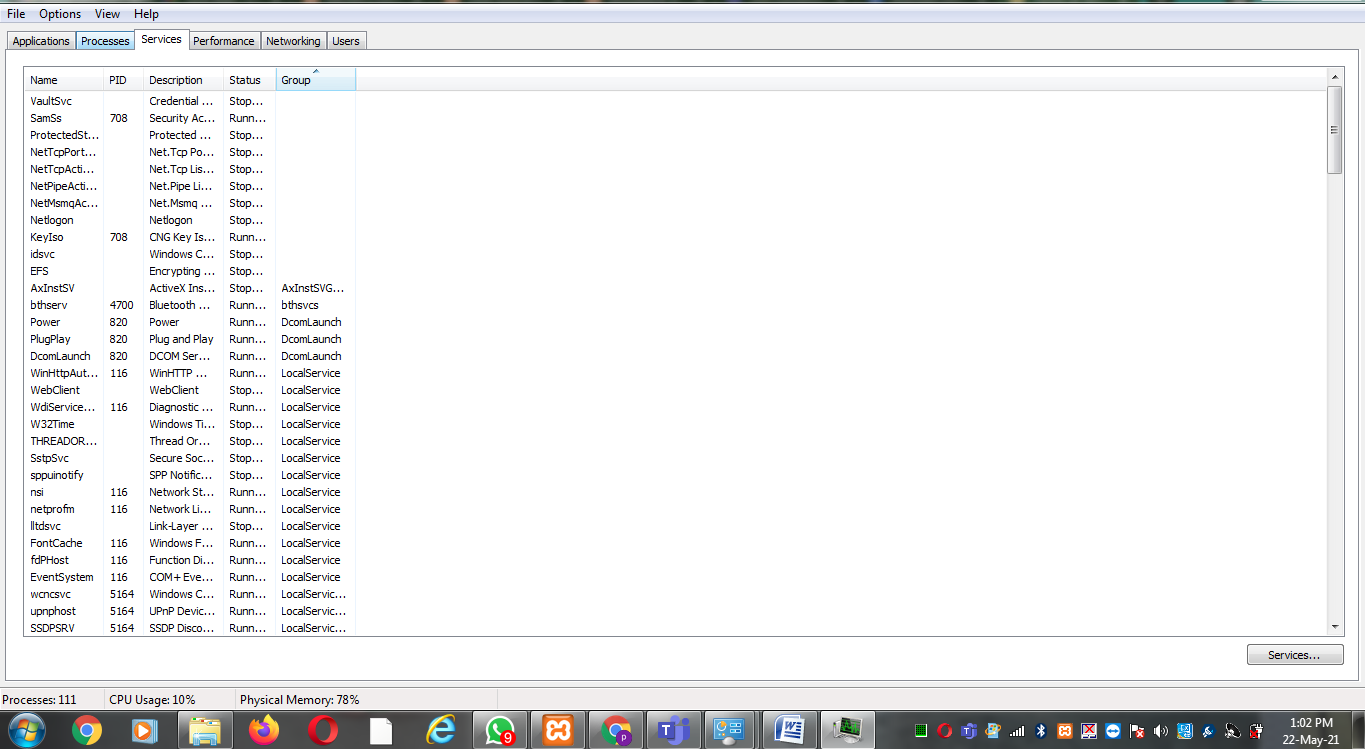 File Options View Help
Applications Processes Services Performance Networking Users
Name PID Description Status Group
VaultSvc Credential ... Stop...
SamSs 708 Security Ac... Runn...
ProtectedSt... Protected ... Stop...
NetTcpPort... Net.Tcp Po... Stop...
NetTcpActi... Net.Tcp Lis... Stop...
NetPipeActi... Net.Pipe Li... Stop...
NetMsmqAc... Net.Msmq ... Stop...
Netlogon Netlogon Stop...
KeyIso 708 CNG Key Is... Runn...
idsvc Windows C... Stop...
EFS Encrypting ... Stop...
AxInstSV ActiveX Ins... Stop... AxInstSVG...
bthserv 4700 Bluetooth ... Runn... bthsvcs
Power 820 Power Runn... DcomLaunch
PlugPlay 820 Plug and Play Runn... DcomLaunch
DcomLaunch 820 DCOM Ser... Runn... DcomLaunch
WinHttpAut... 116 WinHTTP ... Runn... LocalService
WebClient WebClient Stop... LocalService
WdiService... 116 Diagnostic ... Runn... LocalService
W32Time Windows Ti... Stop... LocalService
THREADOR... Thread Or... Stop... LocalService
SstpSvc Secure Soc... Stop... LocalService
sppuinotify SPP Notific... Stop... LocalService
nsi 116 Network St... Runn... LocalService
netprofm 116 Network Li... Runn... LocalService
lltdsvc Link-Layer ... Stop... LocalService
FontCache 116 Windows F... Runn... LocalService
fdPHost 116 Function Di... Runn... LocalService
EventSystem 116 COM+ Eve... Runn... LocalService
wcncsvc 5164 Windows C... Runn... LocalServic...
upnphost 5164 UPnP Devic... Runn... LocalServic...
SSDPSRV 5164 SSDP Disco... Runn... LocalServic...
Services...
Processes: 111 CPU Usage: 10% Physical Memory: 78%
9 p 1:02 PM
22-May-21